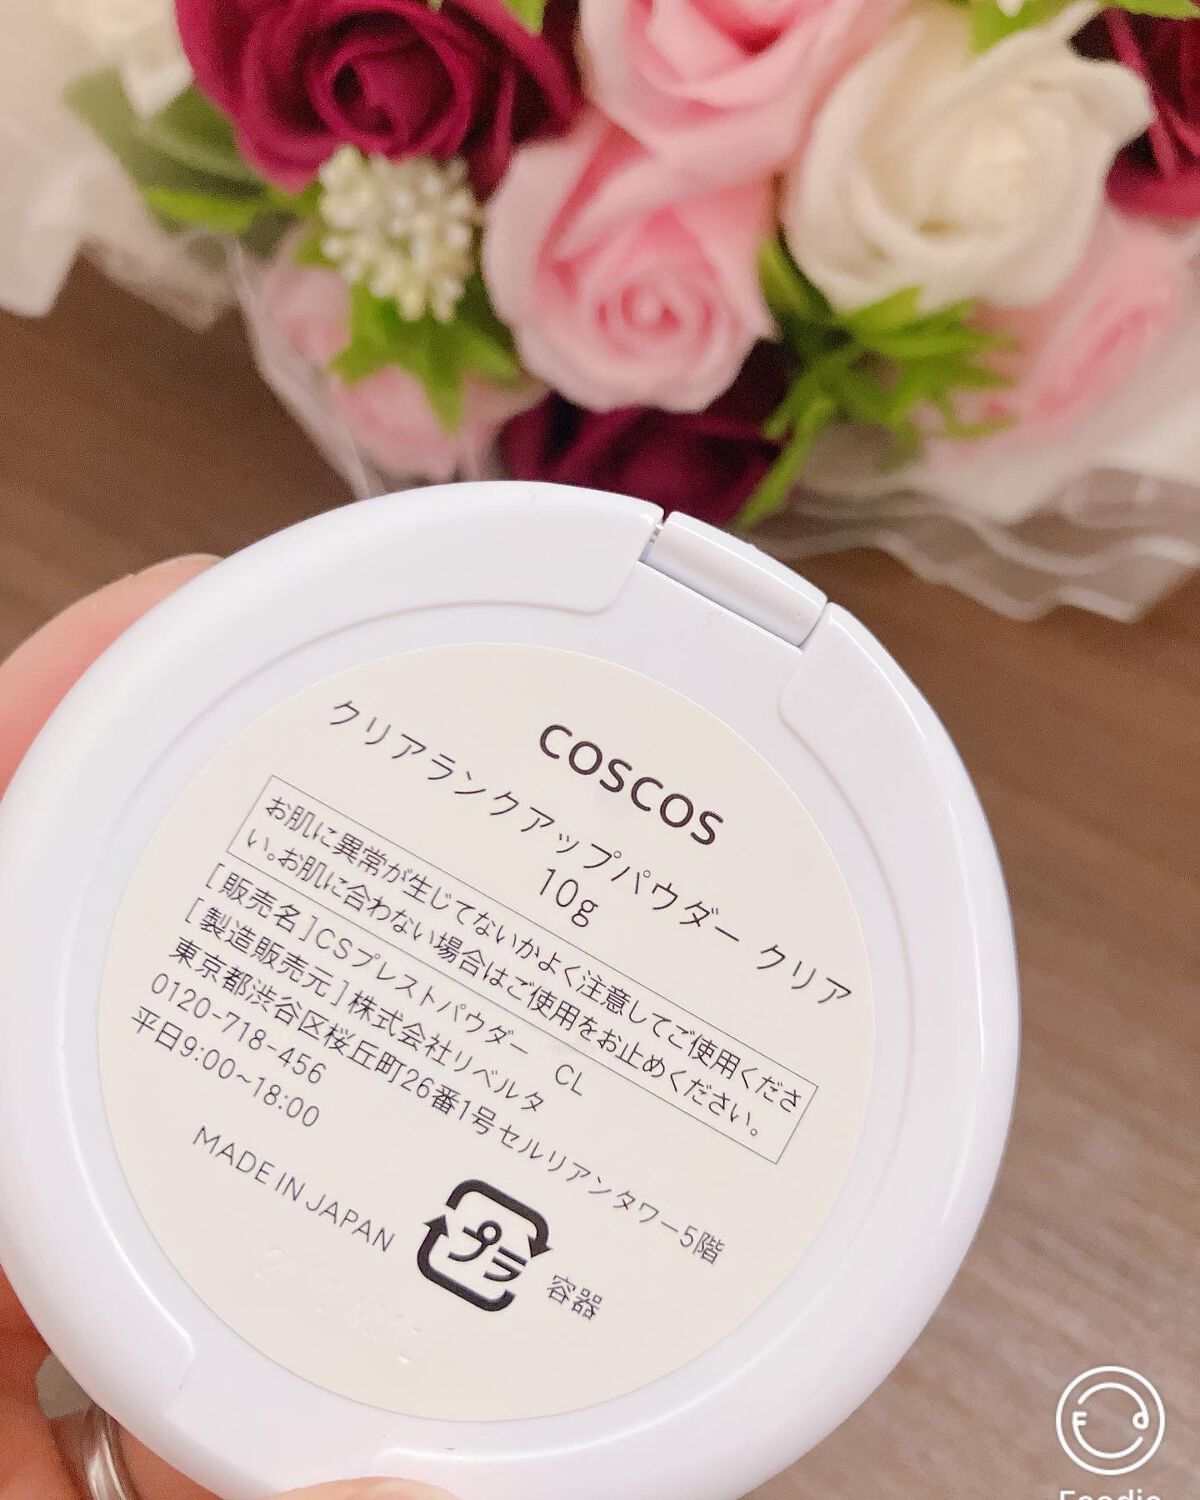 coscos
クリアランクアップパウダー クリア
10g
お肌に異常が生じてないかよく注意してご使用くださ
い。お肌に合わない場合はご使用をお止めください。
[販売名]CSプレストパウダー CL
[製造販売元]株式会社リベルタ
東京都渋谷区桜丘町26番1号セルリアンタワー5階
0120-718-456
平日9:00~18:00
MADE IN JAPAN
プラ
容器
Foodie